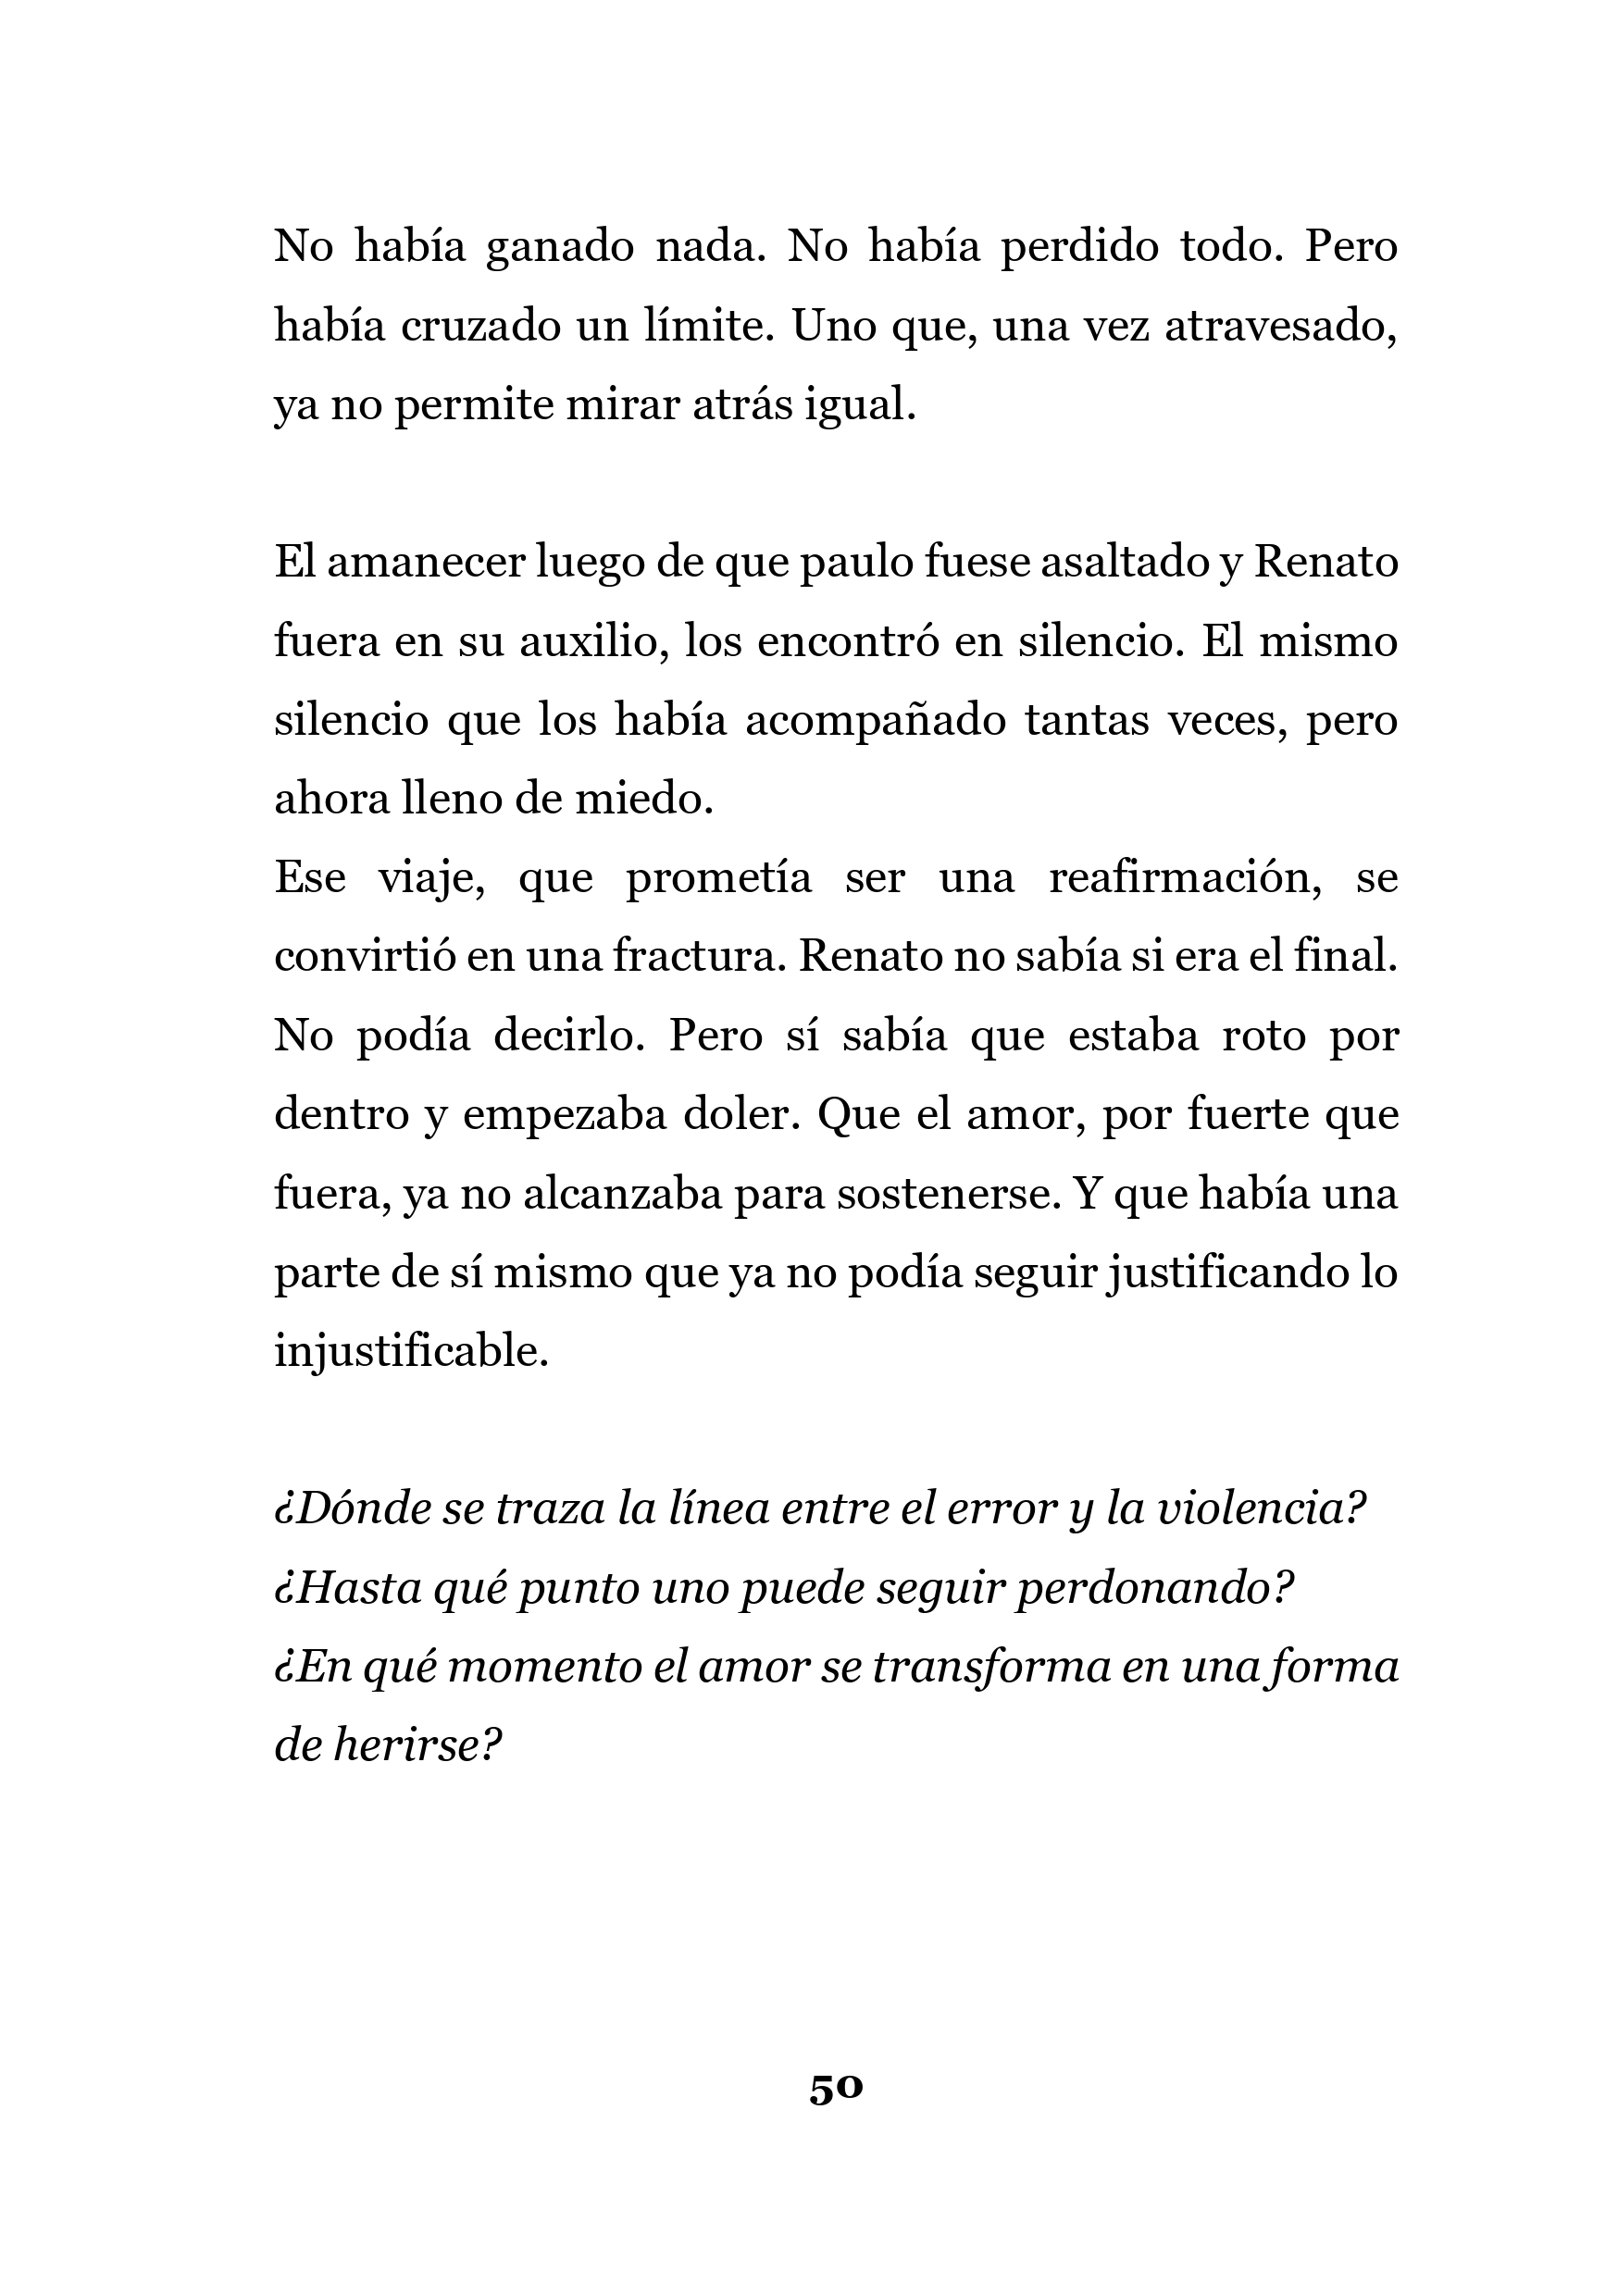 No había ganado nada. No había perdido todo. Pero
había cruzado un límite. Uno que, una vez atravesado,
ya no permite mirar atrás igual.
El amanecer luego de que paulo fuese asaltado y Renato
fuera en su auxilio, los encontró en silencio. El mismo
silencio que los había acompañado tantas veces, pero
ahora lleno de miedo.
Ese viaje, que prometía ser una reafirmación, se
convirtió en una fractura. Renato no sabía si era el final.
No podía decirlo. Pero sí sabía que estaba roto por
dentro y empezaba doler. Que el amor, por fuerte que
fuera, ya no alcanzaba para sostenerse. Y que había una
parte de sí mismo que ya no podía seguir justificando lo
injustificable.
¿Dónde se traza la línea entre el error y la violencia?
¿Hasta qué punto uno puede seguir perdonando?
¿En qué momento el amor se transforma en una forma
de herirse?
50